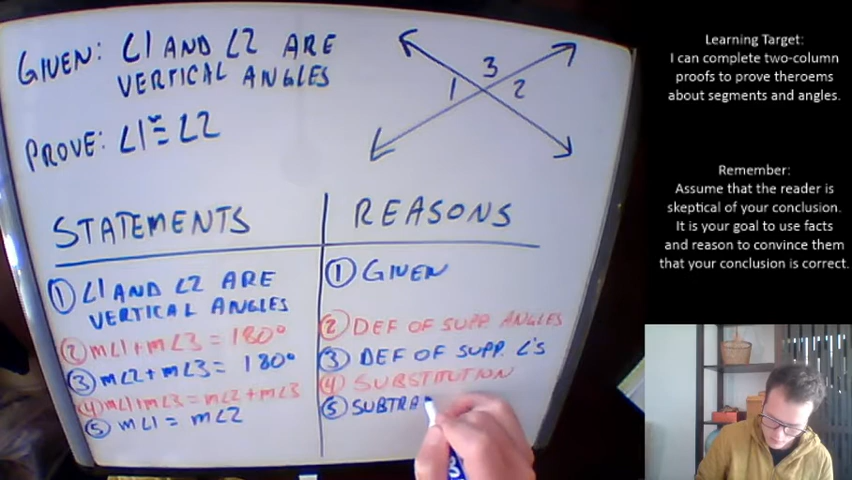 GIVEN: ∠1 AND ∠2 ARE
VERTICAL ANGLES
PROVE: ∠1 ≅ ∠2
1
3
2
STATEMENTS
REASONS
① ∠1 AND ∠2 ARE
VERTICAL ANGLES
② m∠1 + m∠3 = 180°
③ m∠2 + m∠3 = 180°
④ m∠1 + m∠3 = m∠2 + m∠3
⑤ m∠1 = m∠2
① GIVEN
② DEF OF SUPP. ANGLES
③ DEF OF SUPP. ∠'S
④ SUBSTITUTION
⑤ SUBTRA
Learning Target:
I can complete two-column
proofs to prove theroems
about segments and angles.
Remember:
Assume that the reader is
skeptical of your conclusion.
It is your goal to use facts
and reason to convince them
that your conclusion is correct.